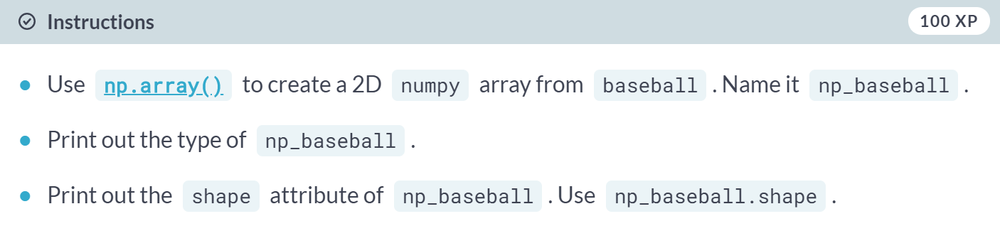 Instructions
100 XP
Use np.array() to create a 2D numpy array from baseball . Name it np_baseball .
Print out the type of np_baseball .
Print out the shape attribute of np_baseball . Use np_baseball.shape .